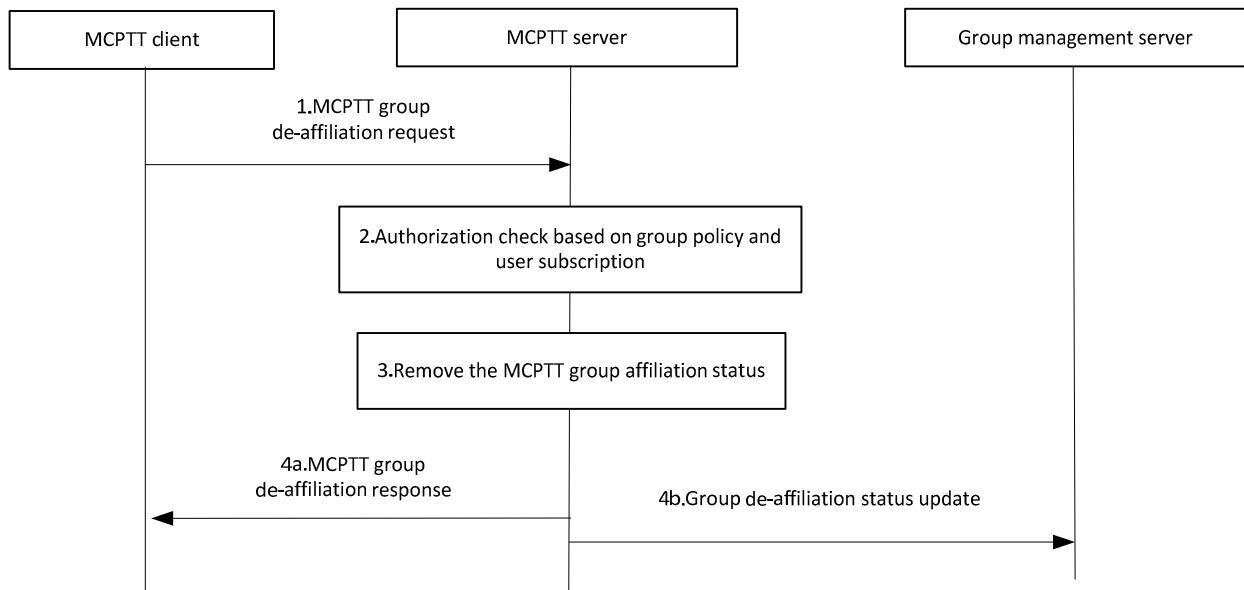 MCPTT client
MCPTT server
Group management server
1.MCPTT group
de-affiliation request
2.Authorization check based on group policy and
user subscription
3.Remove the MCPTT group affiliation status
4a.MCPTT group
de-affiliation response
4b.Group de-affiliation status update